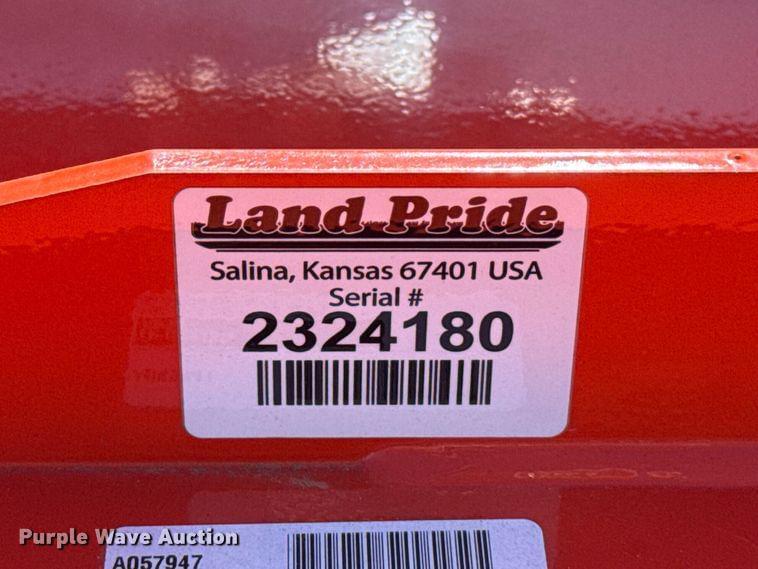 Land Pride
Salina, Kansas 67401 USA
Serial #
2324180
Purple Wave Auction
A057947